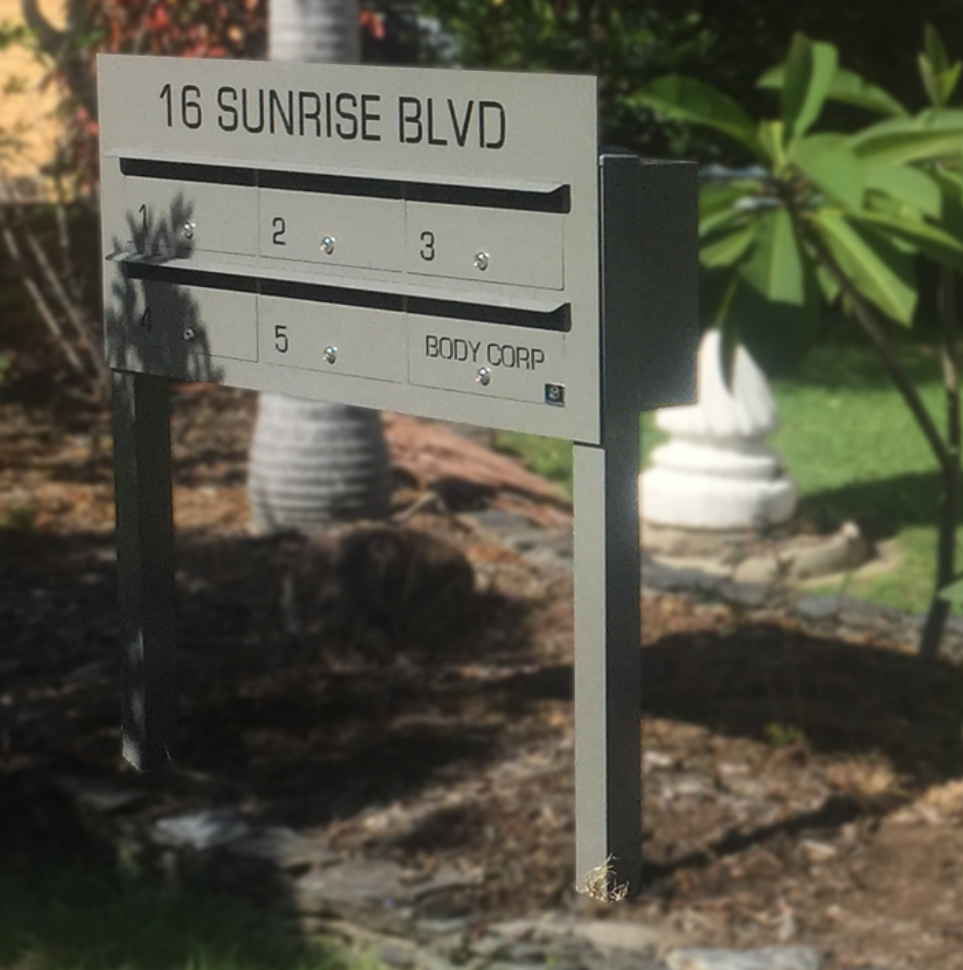 16 SUNRISE BLVD
1 2 3
4 5 BODY CORP